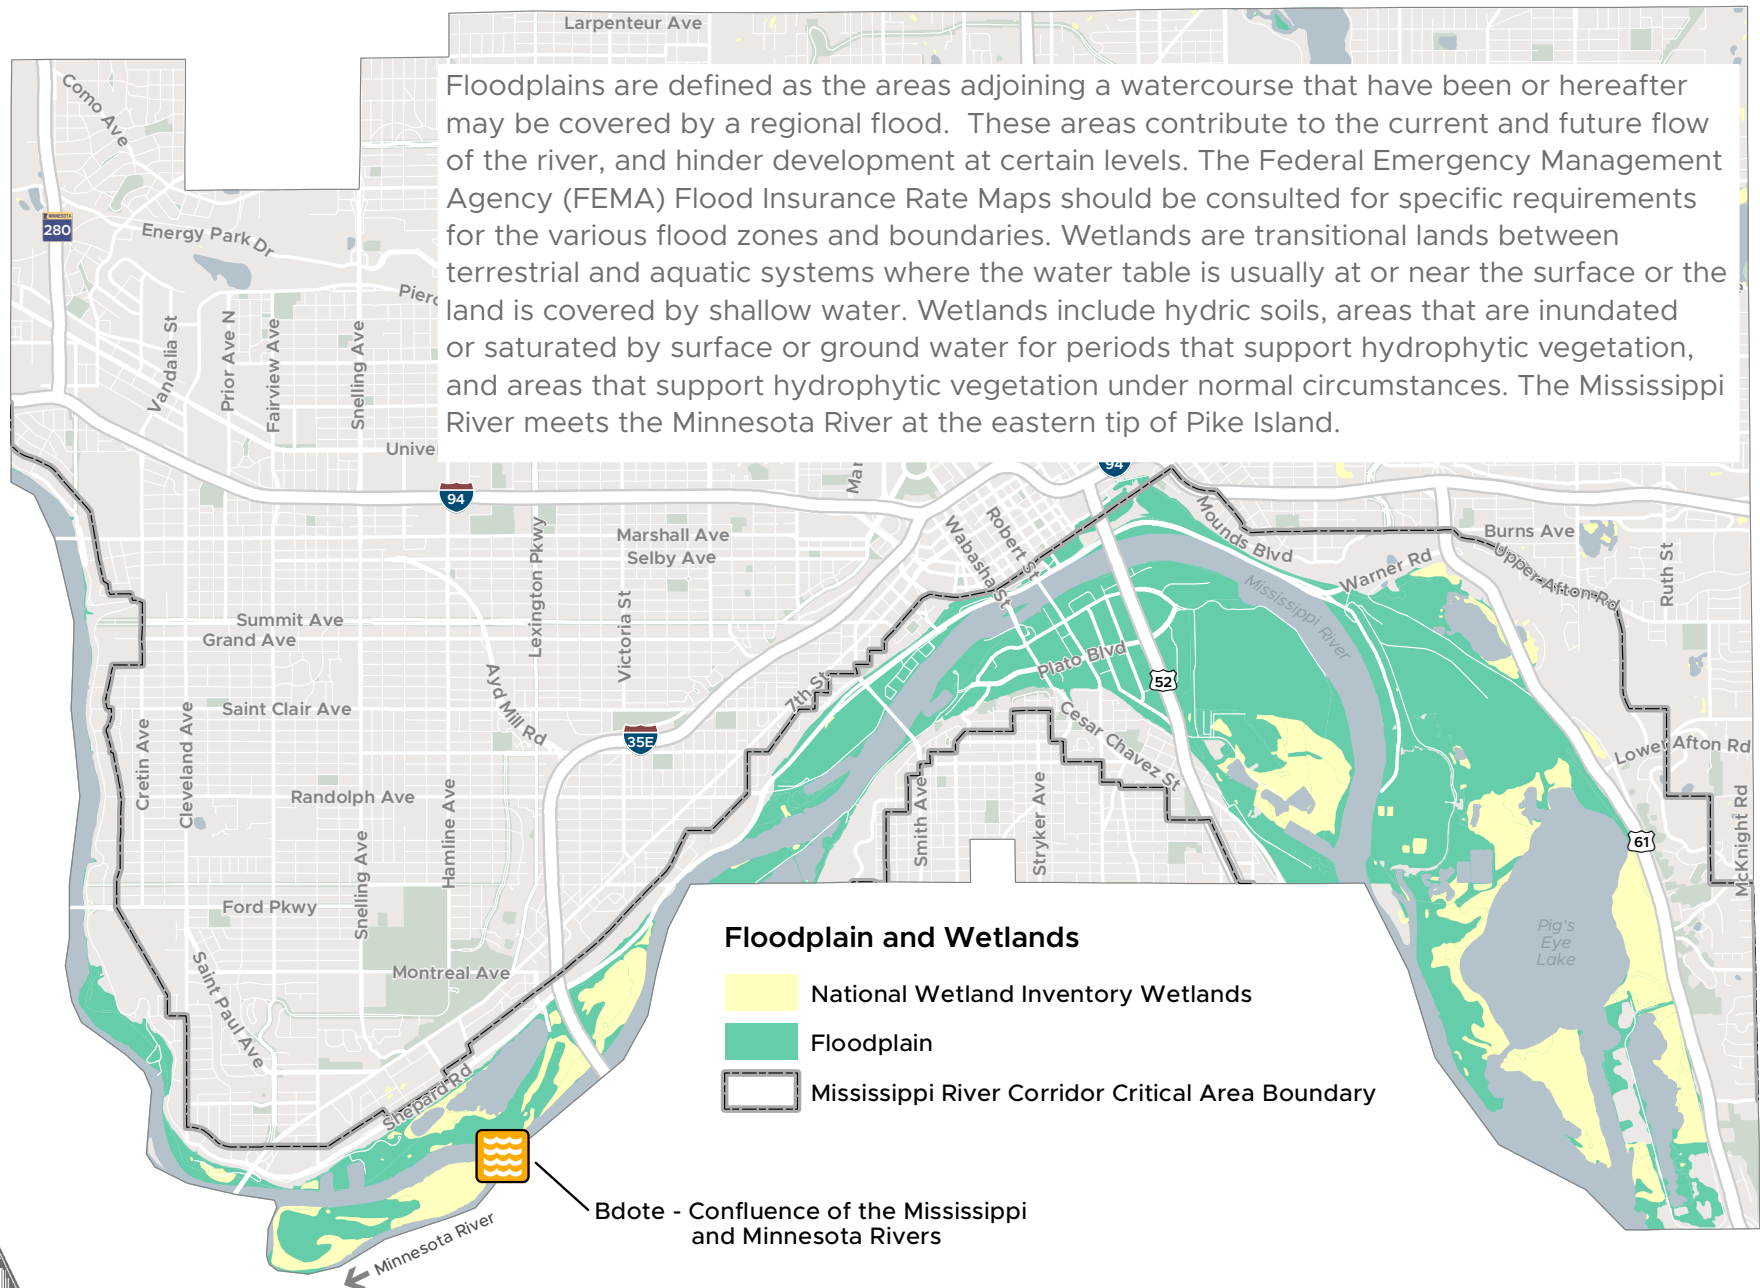 Larpenteur Ave
Como Ave
Floodplains are defined as the areas adjoining a watercourse that have been or hereafter
may be covered by a regional flood.  These areas contribute to the current and future flow
of the river, and hinder development at certain levels. The Federal Emergency Management
Agency (FEMA) Flood Insurance Rate Maps should be consulted for specific requirements
for the various flood zones and boundaries. Wetlands are transitional lands between
terrestrial and aquatic systems where the water table is usually at or near the surface or the
land is covered by shallow water. Wetlands include hydric soils, areas that are inundated
or saturated by surface or ground water for periods that support hydrophytic vegetation,
and areas that support hydrophytic vegetation under normal circumstances. The Mississippi
River meets the Minnesota River at the eastern tip of Pike Island.
MINNESOTA
280
Energy Park Dr
Vandalia St
Prior Ave N
Fairview Ave
Snelling Ave
94
94
Marshall Ave
Selby Ave
Lexington Pkwy
Victoria St
Wabasha St
Robert St
Mounds Blvd
Burns Ave
Warner Rd
Upper Afton Rd
Ruth St
Mississippi River
Summit Ave
Grand Ave
Plato Blvd
52
Ayd Mill Rd
7th St
Saint Clair Ave
Cesar Chavez St
35E
Lower Afton Rd
Cretin Ave
Cleveland Ave
Randolph Ave
Hamline Ave
Snelling Ave
Smith Ave
Stryker Ave
61
McKnight Rd
Ford Pkwy
Pig's
Eye
Lake
Saint Paul Ave
Montreal Ave
Shepard Rd
Floodplain and Wetlands
National Wetland Inventory Wetlands
Floodplain
Mississippi River Corridor Critical Area Boundary
Bdote - Confluence of the Mississippi
and Minnesota Rivers
Minnesota River